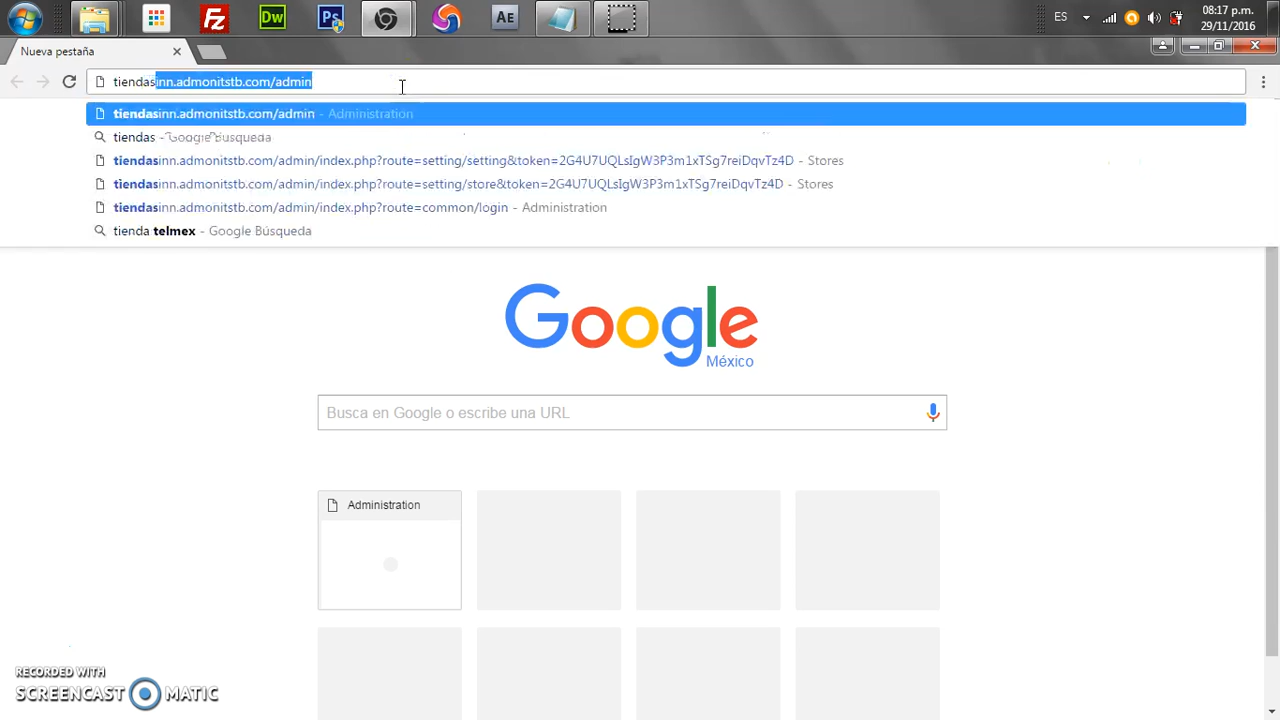 Dw
Ps
Ae
ES
08:17 p.m.
29/11/2016
Nueva pestaña
tiendasinn.admonitstb.com/admin
tiendasinn.admonitstb.com/admin - Administration
tiendas - Google Búsqueda
tiendasinn.admonitstb.com/admin/index.php?route=setting/setting&token=2G4U7UQLsIgW3P3m1xTSg7reiDqvTz4D - Stores
tiendasinn.admonitstb.com/admin/index.php?route=setting/store&token=2G4U7UQLsIgW3P3m1xTSg7reiDqvTz4D - Stores
tiendasinn.admonitstb.com/admin/index.php?route=common/login - Administration
tienda telmex - Google Búsqueda
Google
México
Busca en Google o escribe una URL
Administration
RECORDED WITH
SCREENCAST MATIC